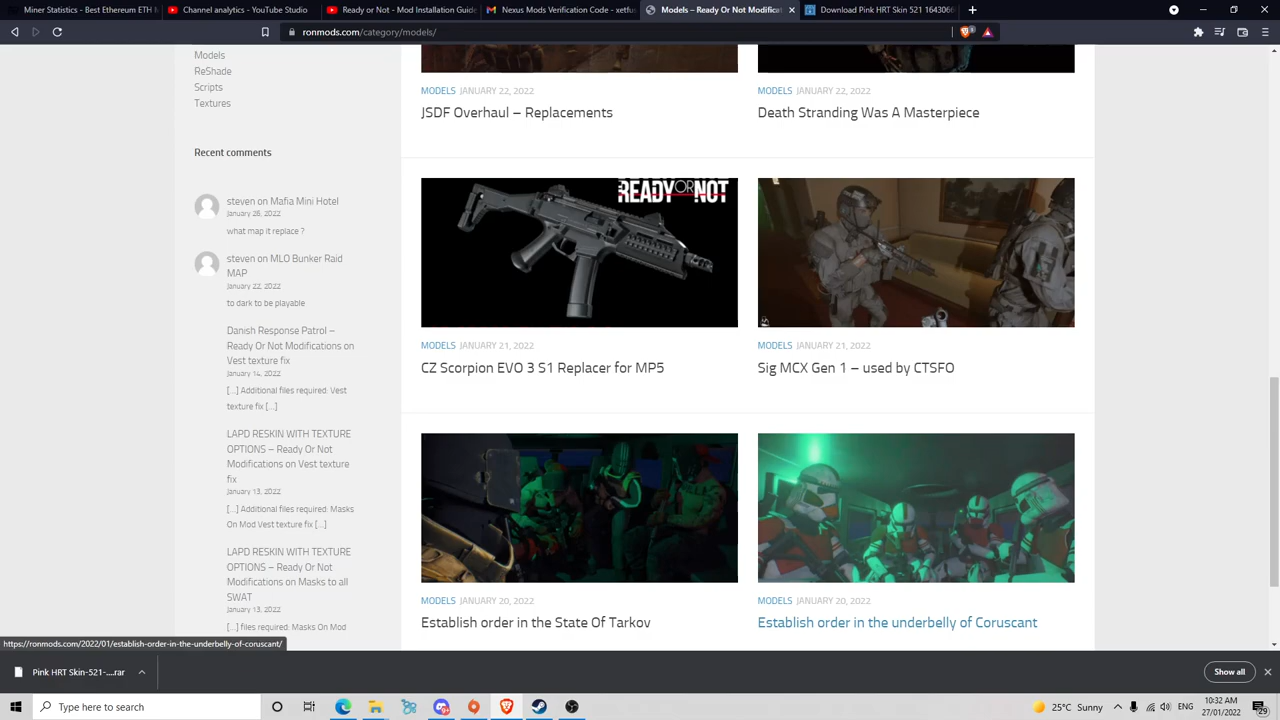 Miner Statistics - Best Ethereum ETH
Channel analytics - YouTube Studio
Ready or Not - Mod Installation Guide
Nexus Mods Verification Code - xetfus
Models – Ready Or Not Modificat
Download Pink HRT Skin 521 1643066
ronmods.com/category/models/
Models
ReShade
Scripts
Textures
Recent comments
steven on Mafia Mini Hotel
January 26, 2022
what map it replace ?
steven on MLO Bunker Raid
MAP
January 22, 2022
to dark to be playable
Danish Response Patrol –
Ready Or Not Modifications on
Vest texture fix
January 14, 2022
[…] Additional files required: Vest
texture fix […]
LAPD RESKIN WITH TEXTURE
OPTIONS – Ready Or Not
Modifications on Vest texture
fix
January 13, 2022
[…] Additional files required: Masks
On Mod Vest texture fix […]
LAPD RESKIN WITH TEXTURE
OPTIONS – Ready Or Not
Modifications on Masks to all
SWAT
January 13, 2022
[…] files required: Masks On Mod
MODELS JANUARY 22, 2022
JSDF Overhaul – Replacements
MODELS JANUARY 22, 2022
Death Stranding Was A Masterpiece
READY OR NOT
MODELS JANUARY 21, 2022
CZ Scorpion EVO 3 S1 Replacer for MP5
MODELS JANUARY 21, 2022
Sig MCX Gen 1 – used by CTSFO
MODELS JANUARY 20, 2022
Establish order in the State Of Tarkov
MODELS JANUARY 20, 2022
Establish order in the underbelly of Coruscant
https://ronmods.com/2022/01/establish-order-in-the-underbelly-of-coruscant/
Pink HRT Skin-521-....rar
Show all
Type here to search
25°C Sunny
ENG
10:32 AM
27/01/2022
29